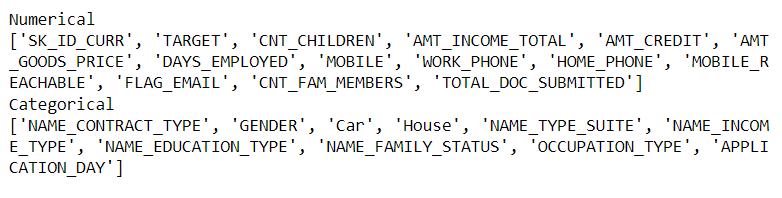 Numerical
['SK_ID_CURR', 'TARGET', 'CNT_CHILDREN', 'AMT_INCOME_TOTAL', 'AMT_CREDIT', 'AMT
_GOODS_PRICE', 'DAYS_EMPLOYED', 'MOBILE', 'WORK_PHONE', 'HOME_PHONE', 'MOBILE_R
EACHABLE', 'FLAG_EMAIL', 'CNT_FAM_MEMBERS', 'TOTAL_DOC_SUBMITTED']
Categorical
['NAME_CONTRACT_TYPE', 'GENDER', 'Car', 'House', 'NAME_TYPE_SUITE', 'NAME_INCOM
E_TYPE', 'NAME_EDUCATION_TYPE', 'NAME_FAMILY_STATUS', 'OCCUPATION_TYPE', 'APPLI
CATION_DAY']